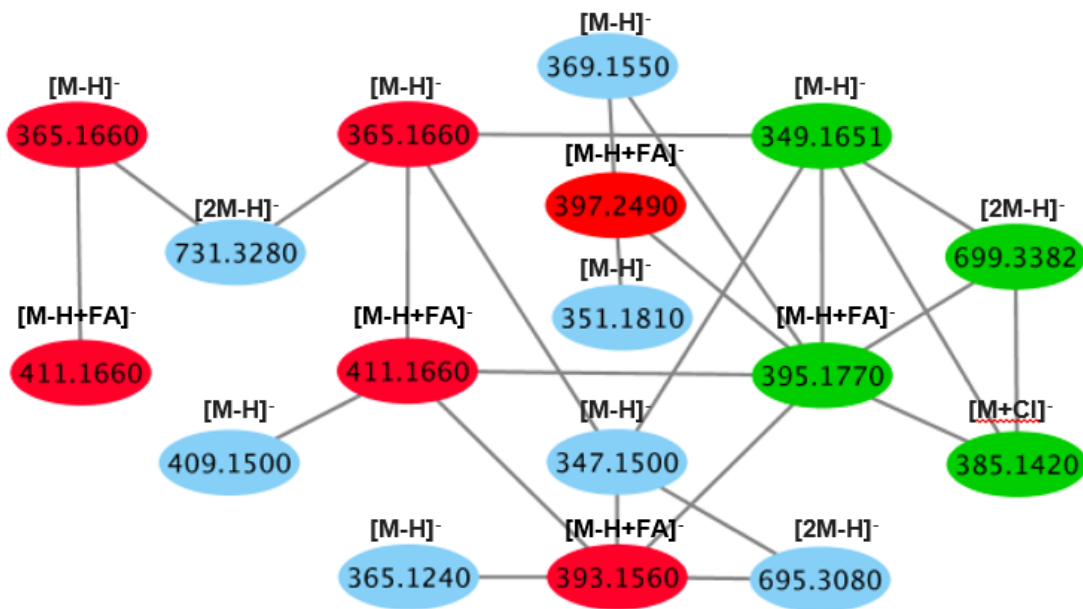 [M-H]⁻
369.1550
[M-H]⁻
365.1660
[M-H]⁻
365.1660
[M-H]⁻
349.1651
[M-H+FA]⁻
397.2490
[2M-H]⁻
731.3280
[2M-H]⁻
699.3382
[M-H]⁻
351.1810
[M-H+FA]⁻
411.1660
[M-H+FA]⁻
411.1660
[M-H+FA]⁻
395.1770
[M-H]⁻
409.1500
[M-H]⁻
347.1500
[M+Cl]⁻
385.1420
[M-H]⁻
365.1240
[M-H+FA]⁻
393.1560
[2M-H]⁻
695.3080